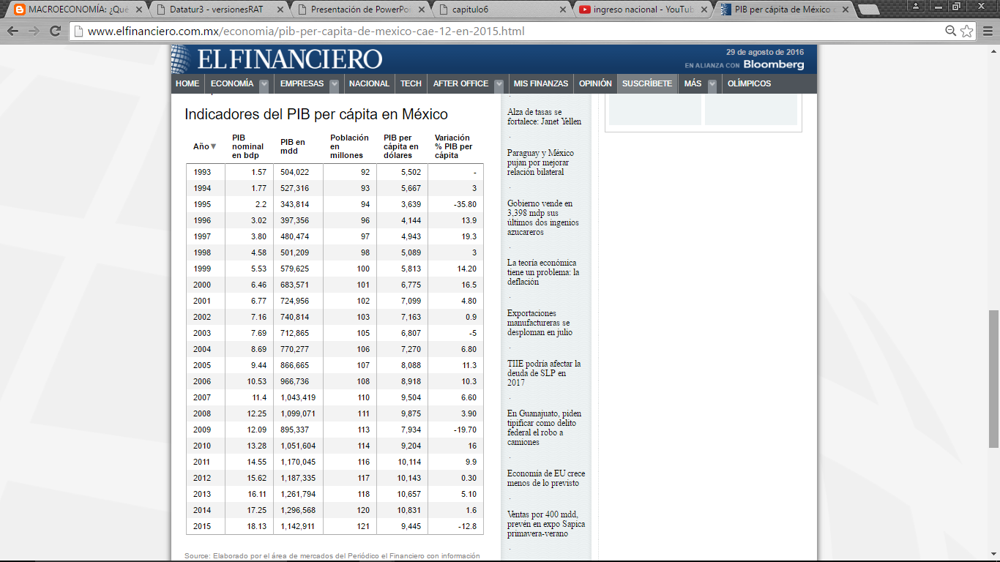 MACROECONOMÍA: ¿Qué
Datatur3 - versionesRAT
Presentación de PowerPoi
capitulo6
ingreso nacional - YouTub
PIB per cápita de México c
www.elfinanciero.com.mx/economia/pib-per-capita-de-mexico-cae-12-en-2015.html
EL FINANCIERO
29 de agosto de 2016
EN ALIANZA CON Bloomberg
HOME ECONOMÍA EMPRESAS NACIONAL TECH AFTER OFFICE MIS FINANZAS OPINIÓN SUSCRÍBETE MÁS OLÍMPICOS
Indicadores del PIB per cápita en México
Año▼ PIB nominal en bdp PIB en mdd Población en millones PIB per cápita en dólares Variación % PIB per cápita
1993 1.57 504,022 92 5,502 -
1994 1.77 527,316 93 5,667 3
1995 2.2 343,814 94 3,639 -35.80
1996 3.02 397,356 96 4,144 13.9
1997 3.80 480,474 97 4,943 19.3
1998 4.58 501,209 98 5,089 3
1999 5.53 579,625 100 5,813 14.20
2000 6.46 683,571 101 6,775 16.5
2001 6.77 724,956 102 7,099 4.80
2002 7.16 740,814 103 7,163 0.9
2003 7.69 712,865 105 6,807 -5
2004 8.69 770,277 106 7,270 6.80
2005 9.44 866,665 107 8,088 11.3
2006 10.53 966,736 108 8,918 10.3
2007 11.4 1,043,419 110 9,504 6.60
2008 12.25 1,099,071 111 9,875 3.90
2009 12.09 895,337 113 7,934 -19.70
2010 13.28 1,051,604 114 9,204 16
2011 14.55 1,170,045 116 10,114 9.9
2012 15.62 1,187,335 117 10,143 0.30
2013 16.11 1,261,794 118 10,657 5.10
2014 17.25 1,296,568 120 10,831 1.6
2015 18.13 1,142,911 121 9,445 -12.8
Source: Elaborado por el área de mercados del Periódico el Financiero con información
Alza de tasas se
fortalece: Janet Yellen
Paraguay y México
pujan por mejorar
relación bilateral
Gobierno vende en
3,398 mdp sus
últimos dos ingenios
azucareros
La teoría económica
tiene un problema: la
deflación
Exportaciones
manufactureras se
desploman en julio
TIIE podría afectar la
deuda de SLP en
2017
En Guanajuato, piden
tipificar como delito
federal el robo a
camiones
Economía de EU crece
menos de lo previsto
Ventas por 400 mdd,
prevén en expo Sapica
primavera-verano